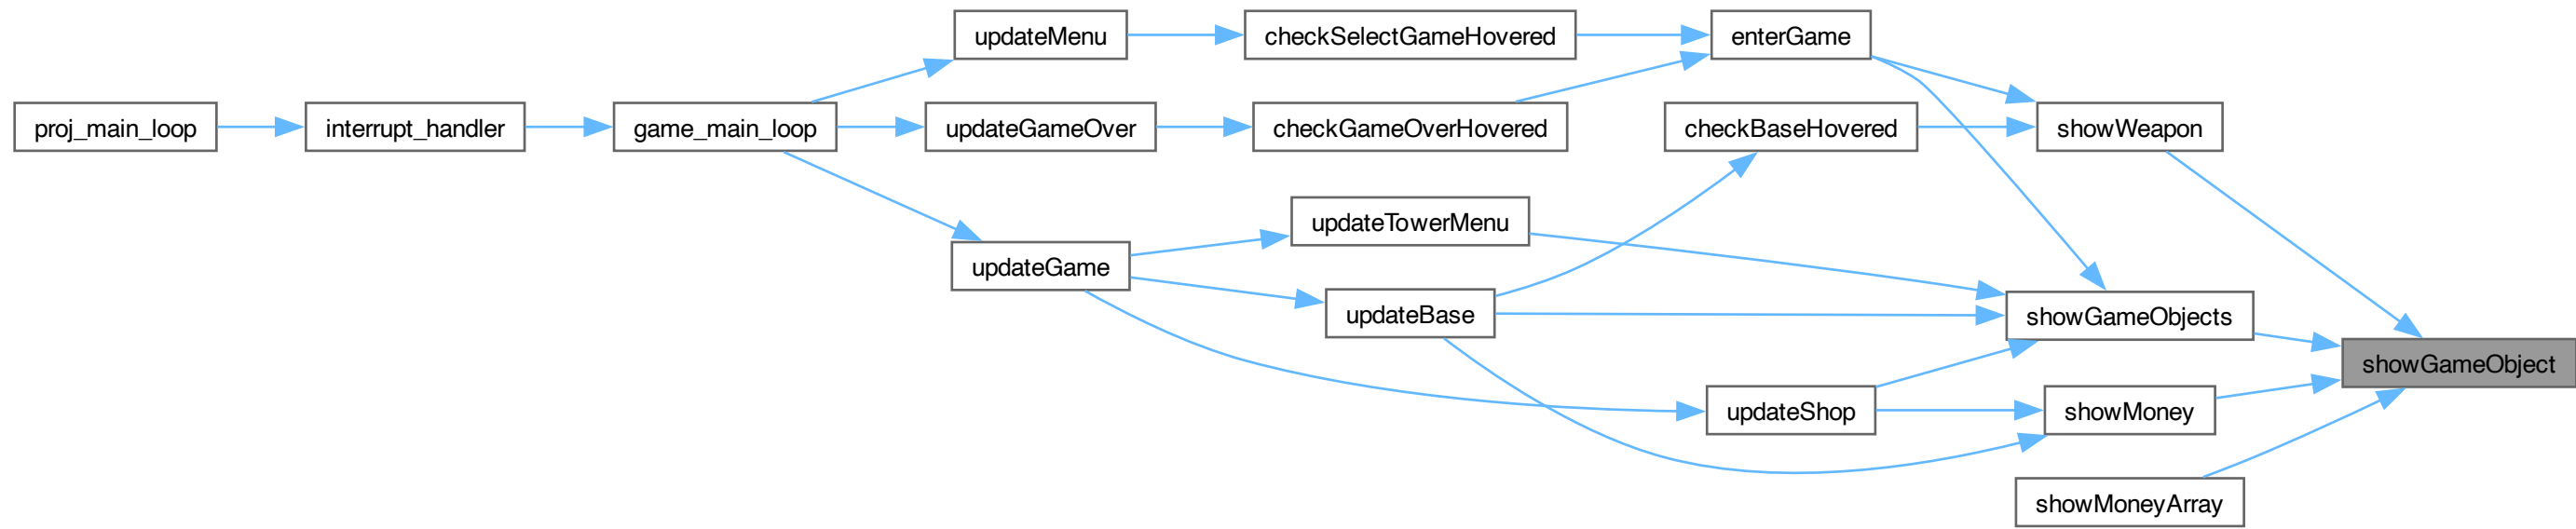 updateMenu
checkSelectGameHovered
enterGame
proj_main_loop
interrupt_handler
game_main_loop
updateGameOver
checkGameOverHovered
checkBaseHovered
showWeapon
updateTowerMenu
updateGame
updateBase
showGameObjects
showGameObject
updateShop
showMoney
showMoneyArray